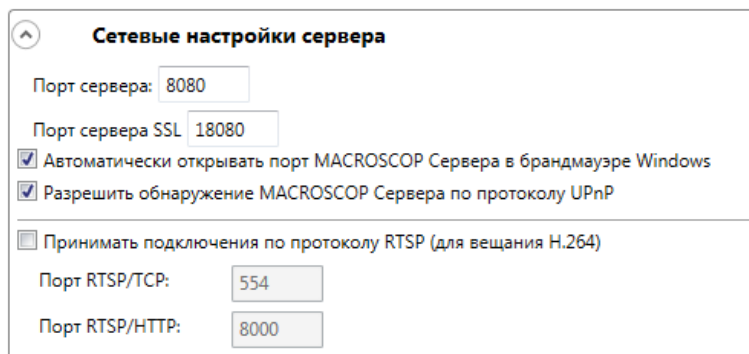 Сетевые настройки сервера
Порт сервера: 8080
Порт сервера SSL 18080
Автоматически открывать порт MACROSCOP Сервера в брандмауэре Windows
Разрешить обнаружение MACROSCOP Сервера по протоколу UPnP
Принимать подключения по протоколу RTSP (для вещания H.264)
Порт RTSP/TCP: 554
Порт RTSP/HTTP: 8000